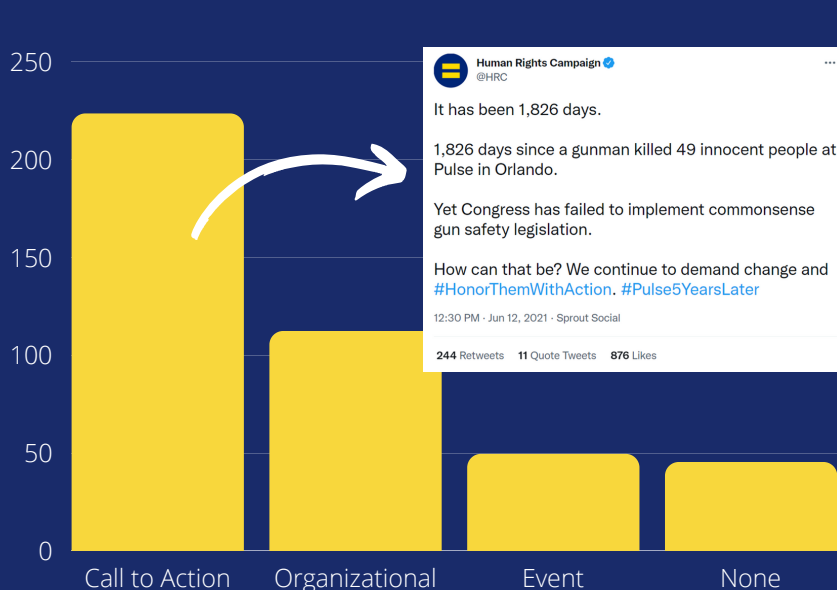 250
200
150
100
50
0
Call to Action
Organizational
Event
None
Human Rights Campaign
@HRC
It has been 1,826 days.
1,826 days since a gunman killed 49 innocent people at
Pulse in Orlando.
Yet Congress has failed to implement commonsense
gun safety legislation.
How can that be? We continue to demand change and
#HonorThemWithAction. #Pulse5YearsLater
12:30 PM · Jun 12, 2021 · Sprout Social
244 Retweets 11 Quote Tweets 876 Likes